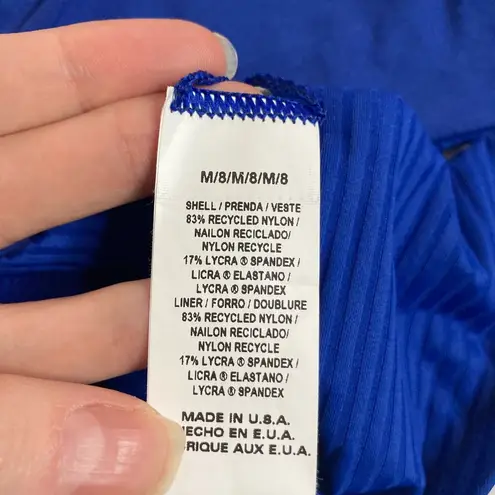 M/8/M/8/M/8
SHELL / PRENDA / VESTE
83% RECYCLED NYLON /
NAILON RECICLADO/
NYLON RECYCLE
17% LYCRA ® SPANDEX /
LICRA ® ELASTANO /
LYCRA ® SPANDEX
LINER / FORRO / DOUBLURE
83% RECYCLED NYLON /
NAILON RECICLADO/
NYLON RECYCLE
17% LYCRA ® SPANDEX /
LICRA ® ELASTANO /
LYCRA ® SPANDEX
MADE IN U.S.A.
ECHO EN E.U.A.
RIQUE AUX E.U.A.